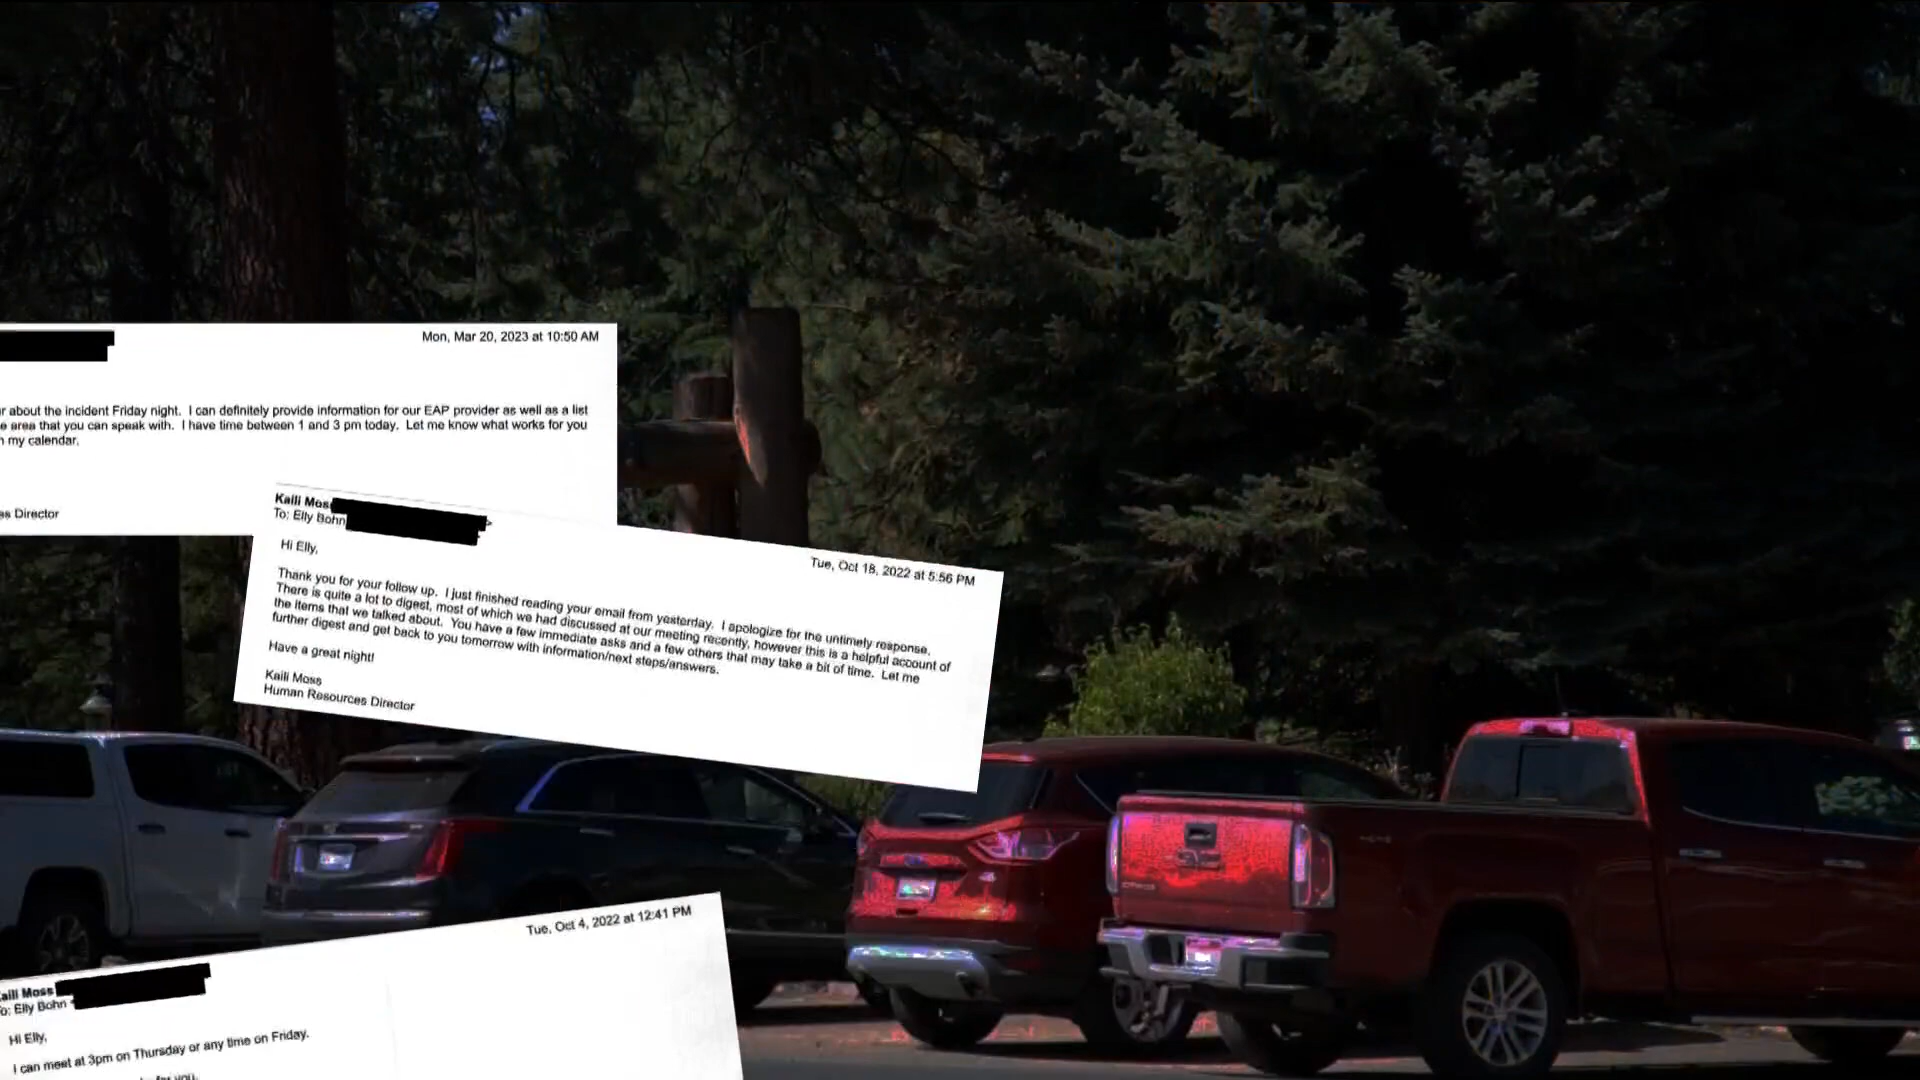 Mon, Mar 20, 2023 at 10:50 AM
r about the incident Friday night. I can definitely provide information for our EAP provider as well as a list
e area that you can speak with. I have time between 1 and 3 pm today. Let me know what works for you
my calendar.
es Director
Kaili Moss
To: Elly Bohn
Tue, Oct 18, 2022 at 5:56 PM
Hi Elly,
Thank you for your follow up. I just finished reading your email from yesterday. I apologize for the untimely response.
There is quite a lot to digest, most of which we had discussed at our meeting recently, however this is a helpful account of
the items that we talked about. You have a few immediate asks and a few others that may take a bit of time. Let me
further digest and get back to you tomorrow with information/next steps/answers.
Have a great night!
Kaili Moss
Human Resources Director
Tue, Oct 4, 2022 at 12:41 PM
aili Moss
o: Elly Bohn
Hi Elly,
I can meet at 3pm on Thursday or any time on Friday.
for you.